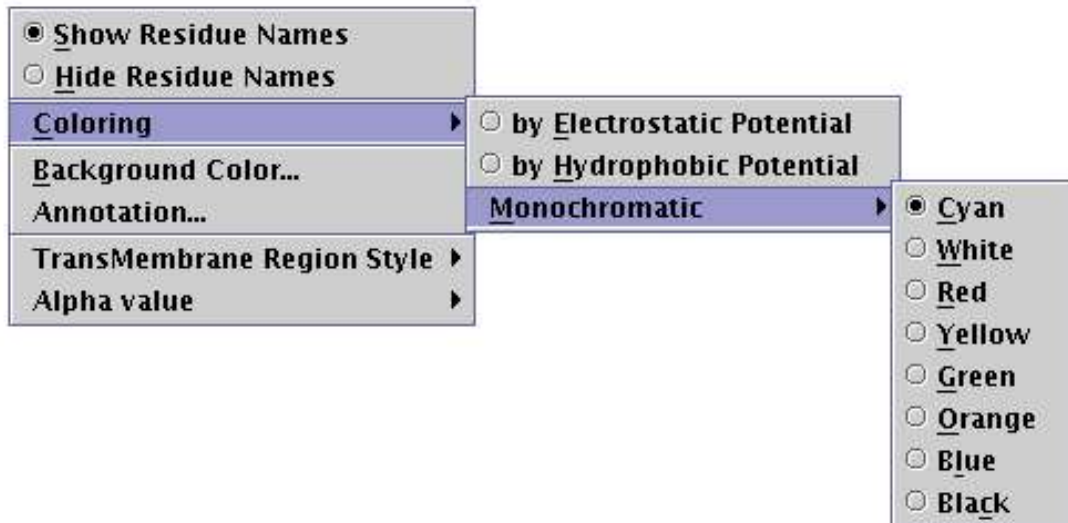 Show Residue Names
Hide Residue Names
Coloring
Background Color...
Annotation...
TransMembrane Region Style
Alpha value
by Electrostatic Potential
by Hydrophobic Potential
Monochromatic
Cyan
White
Red
Yellow
Green
Orange
Blue
Black